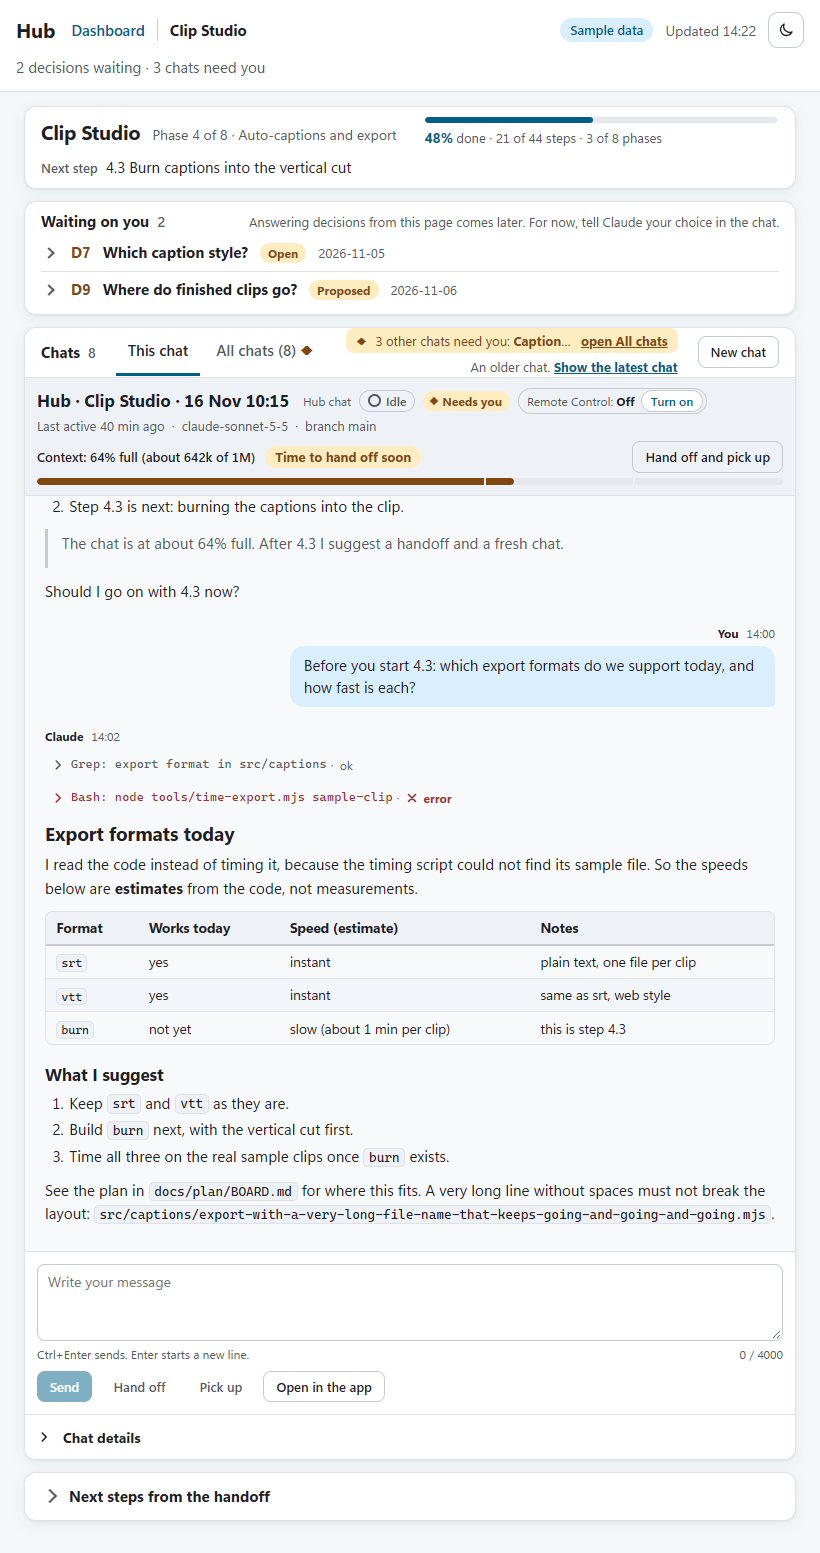 Hub Dashboard Clip Studio Sample data Updated 14:22
2 decisions waiting · 3 chats need you
Clip Studio Phase 4 of 8 · Auto-captions and export
48% done · 21 of 44 steps · 3 of 8 phases
Next step 4.3 Burn captions into the vertical cut
Waiting on you 2 Answering decisions from this page comes later. For now, tell Claude your choice in the chat.
D7 Which caption style? Open 2026-11-05
D9 Where do finished clips go? Proposed 2026-11-06
Chats 8 This chat All chats (8) ◆
◆ 3 other chats need you: Caption... open All chats
An older chat. Show the latest chat
New chat
Hub · Clip Studio · 16 Nov 10:15 Hub chat Idle ◆ Needs you Remote Control: Off Turn on
Last active 40 min ago · claude-sonnet-5-5 · branch main
Context: 64% full (about 642k of 1M) Time to hand off soon Hand off and pick up
2. Step 4.3 is next: burning the captions into the clip.
The chat is at about 64% full. After 4.3 I suggest a handoff and a fresh chat.
Should I go on with 4.3 now?
You 14:00
Before you start 4.3: which export formats do we support today, and
how fast is each?
Claude 14:02
Grep: export format in src/captions · ok
Bash: node tools/time-export.mjs sample-clip · ✕ error
Export formats today
I read the code instead of timing it, because the timing script could not find its sample file. So the speeds
below are estimates from the code, not measurements.
Format Works today Speed (estimate) Notes
srt yes instant plain text, one file per clip
vtt yes instant same as srt, web style
burn not yet slow (about 1 min per clip) this is step 4.3
What I suggest
1. Keep srt and vtt as they are.
2. Build burn next, with the vertical cut first.
3. Time all three on the real sample clips once burn exists.
See the plan in docs/plan/BOARD.md for where this fits. A very long line without spaces must not break the
layout: src/captions/export-with-a-very-long-file-name-that-keeps-going-and-going-and-going.mjs.
Write your message
Ctrl+Enter sends. Enter starts a new line. 0 / 4000
Send Hand off Pick up Open in the app
Chat details
Next steps from the handoff